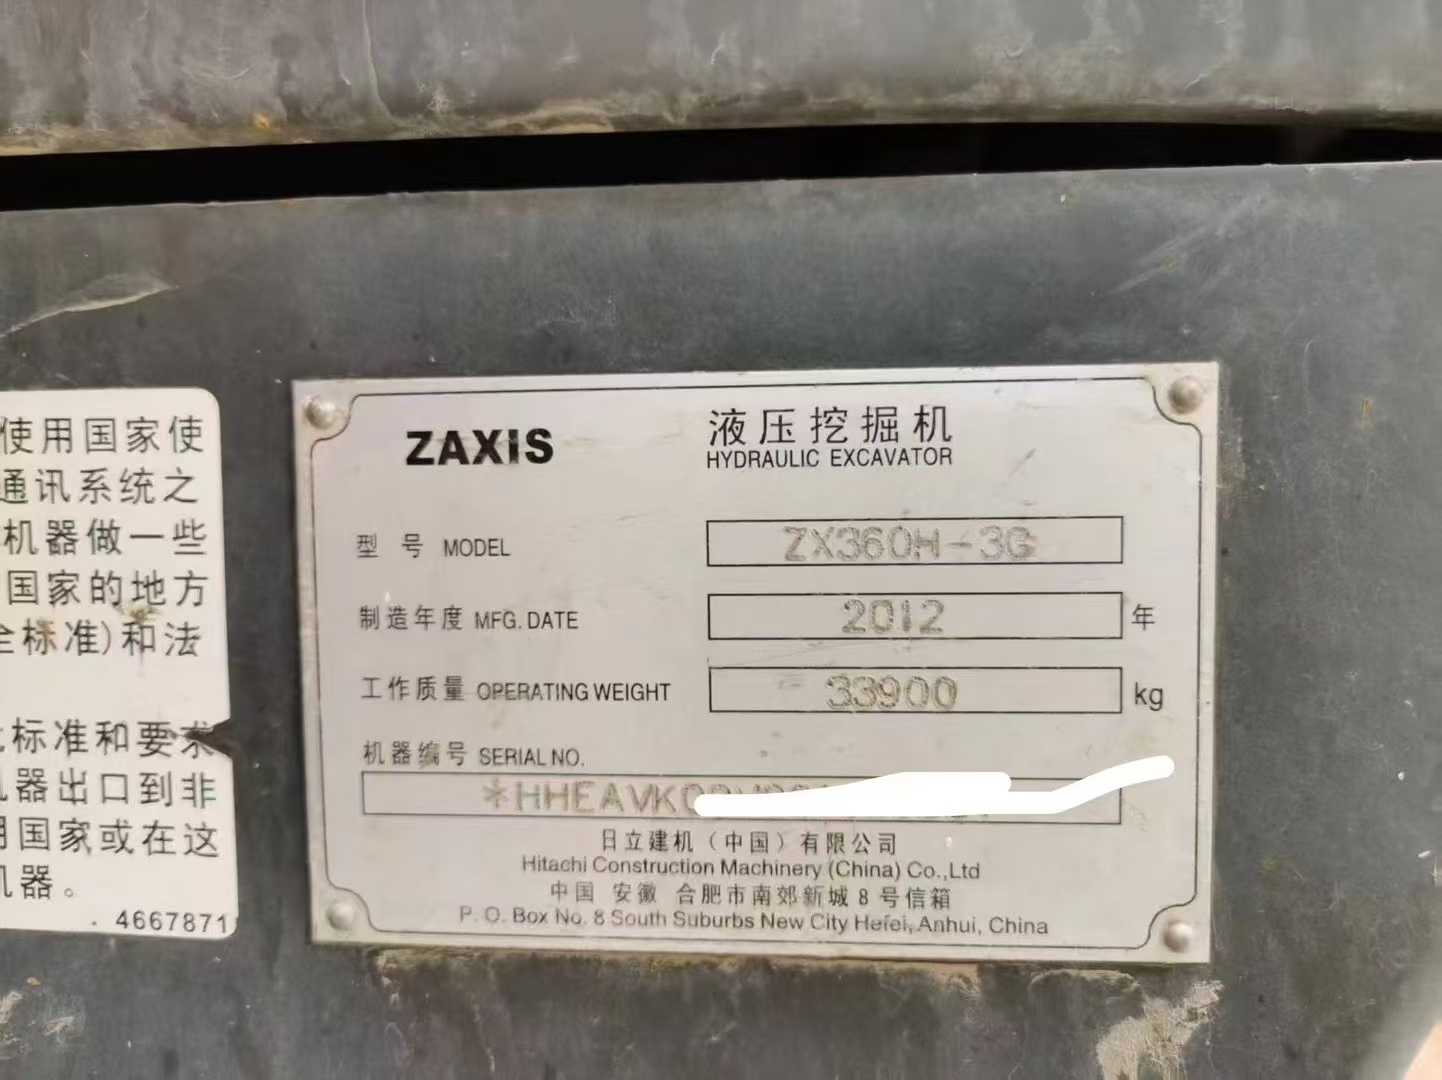 使用国家使
通讯系统之
机器做一些
国家的地方
全标准)和法
标准和要求
机器出口到非
用国家或在这
机器。
4667871
ZAXIS
液压挖掘机
HYDRAULIC EXCAVATOR
型号 MODEL ZX360H-3G
制造年度 MFG. DATE 2012 年
工作质量 OPERATING WEIGHT 33900 kg
机器编号 SERIAL NO.
*HHEAVK
日立建机（中国）有限公司
Hitachi Construction Machinery (China) Co.,Ltd
中国 安徽 合肥市南郊新城8号信箱
P. O. Box No. 8 South Suburbs New City Hefei, Anhui, China